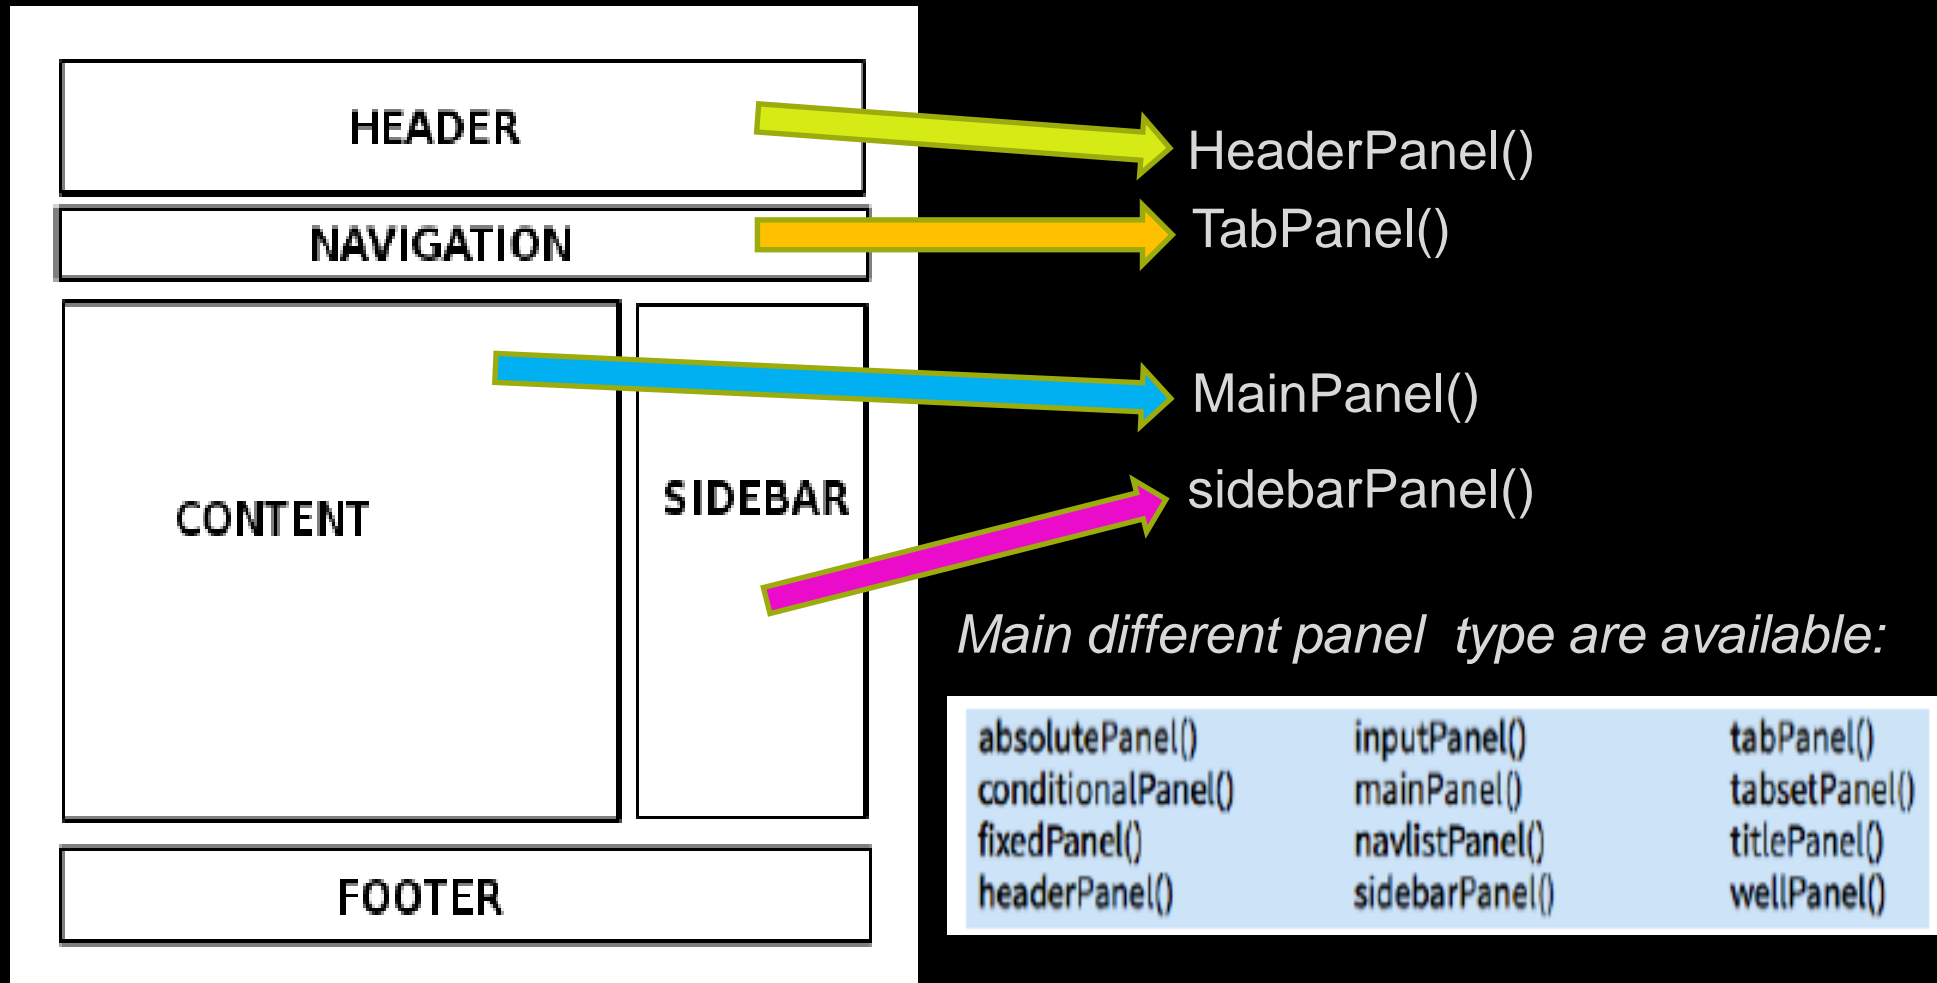 HEADER
HeaderPanel()
NAVIGATION
TabPanel()
MainPanel()
CONTENT
SIDEBAR
sidebarPanel()
FOOTER
Main different panel  type are available:
absolutePanel() inputPanel() tabPanel()
conditionalPanel() mainPanel() tabsetPanel()
fixedPanel() navlistPanel() titlePanel()
headerPanel() sidebarPanel() wellPanel()